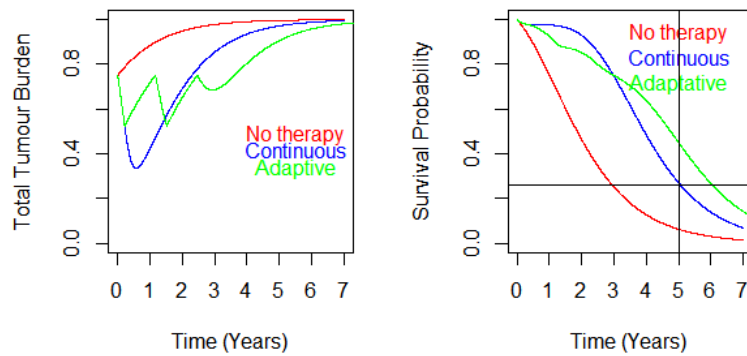 Total Tumour Burden
0.0 0.4 0.8
No therapy
Continuous
Adaptive
0 1 2 3 4 5 6 7
Time (Years)
Survival Probability
0.0 0.4 0.8
No therapy
Continuous
Adaptative
0 1 2 3 4 5 6 7
Time (Years)